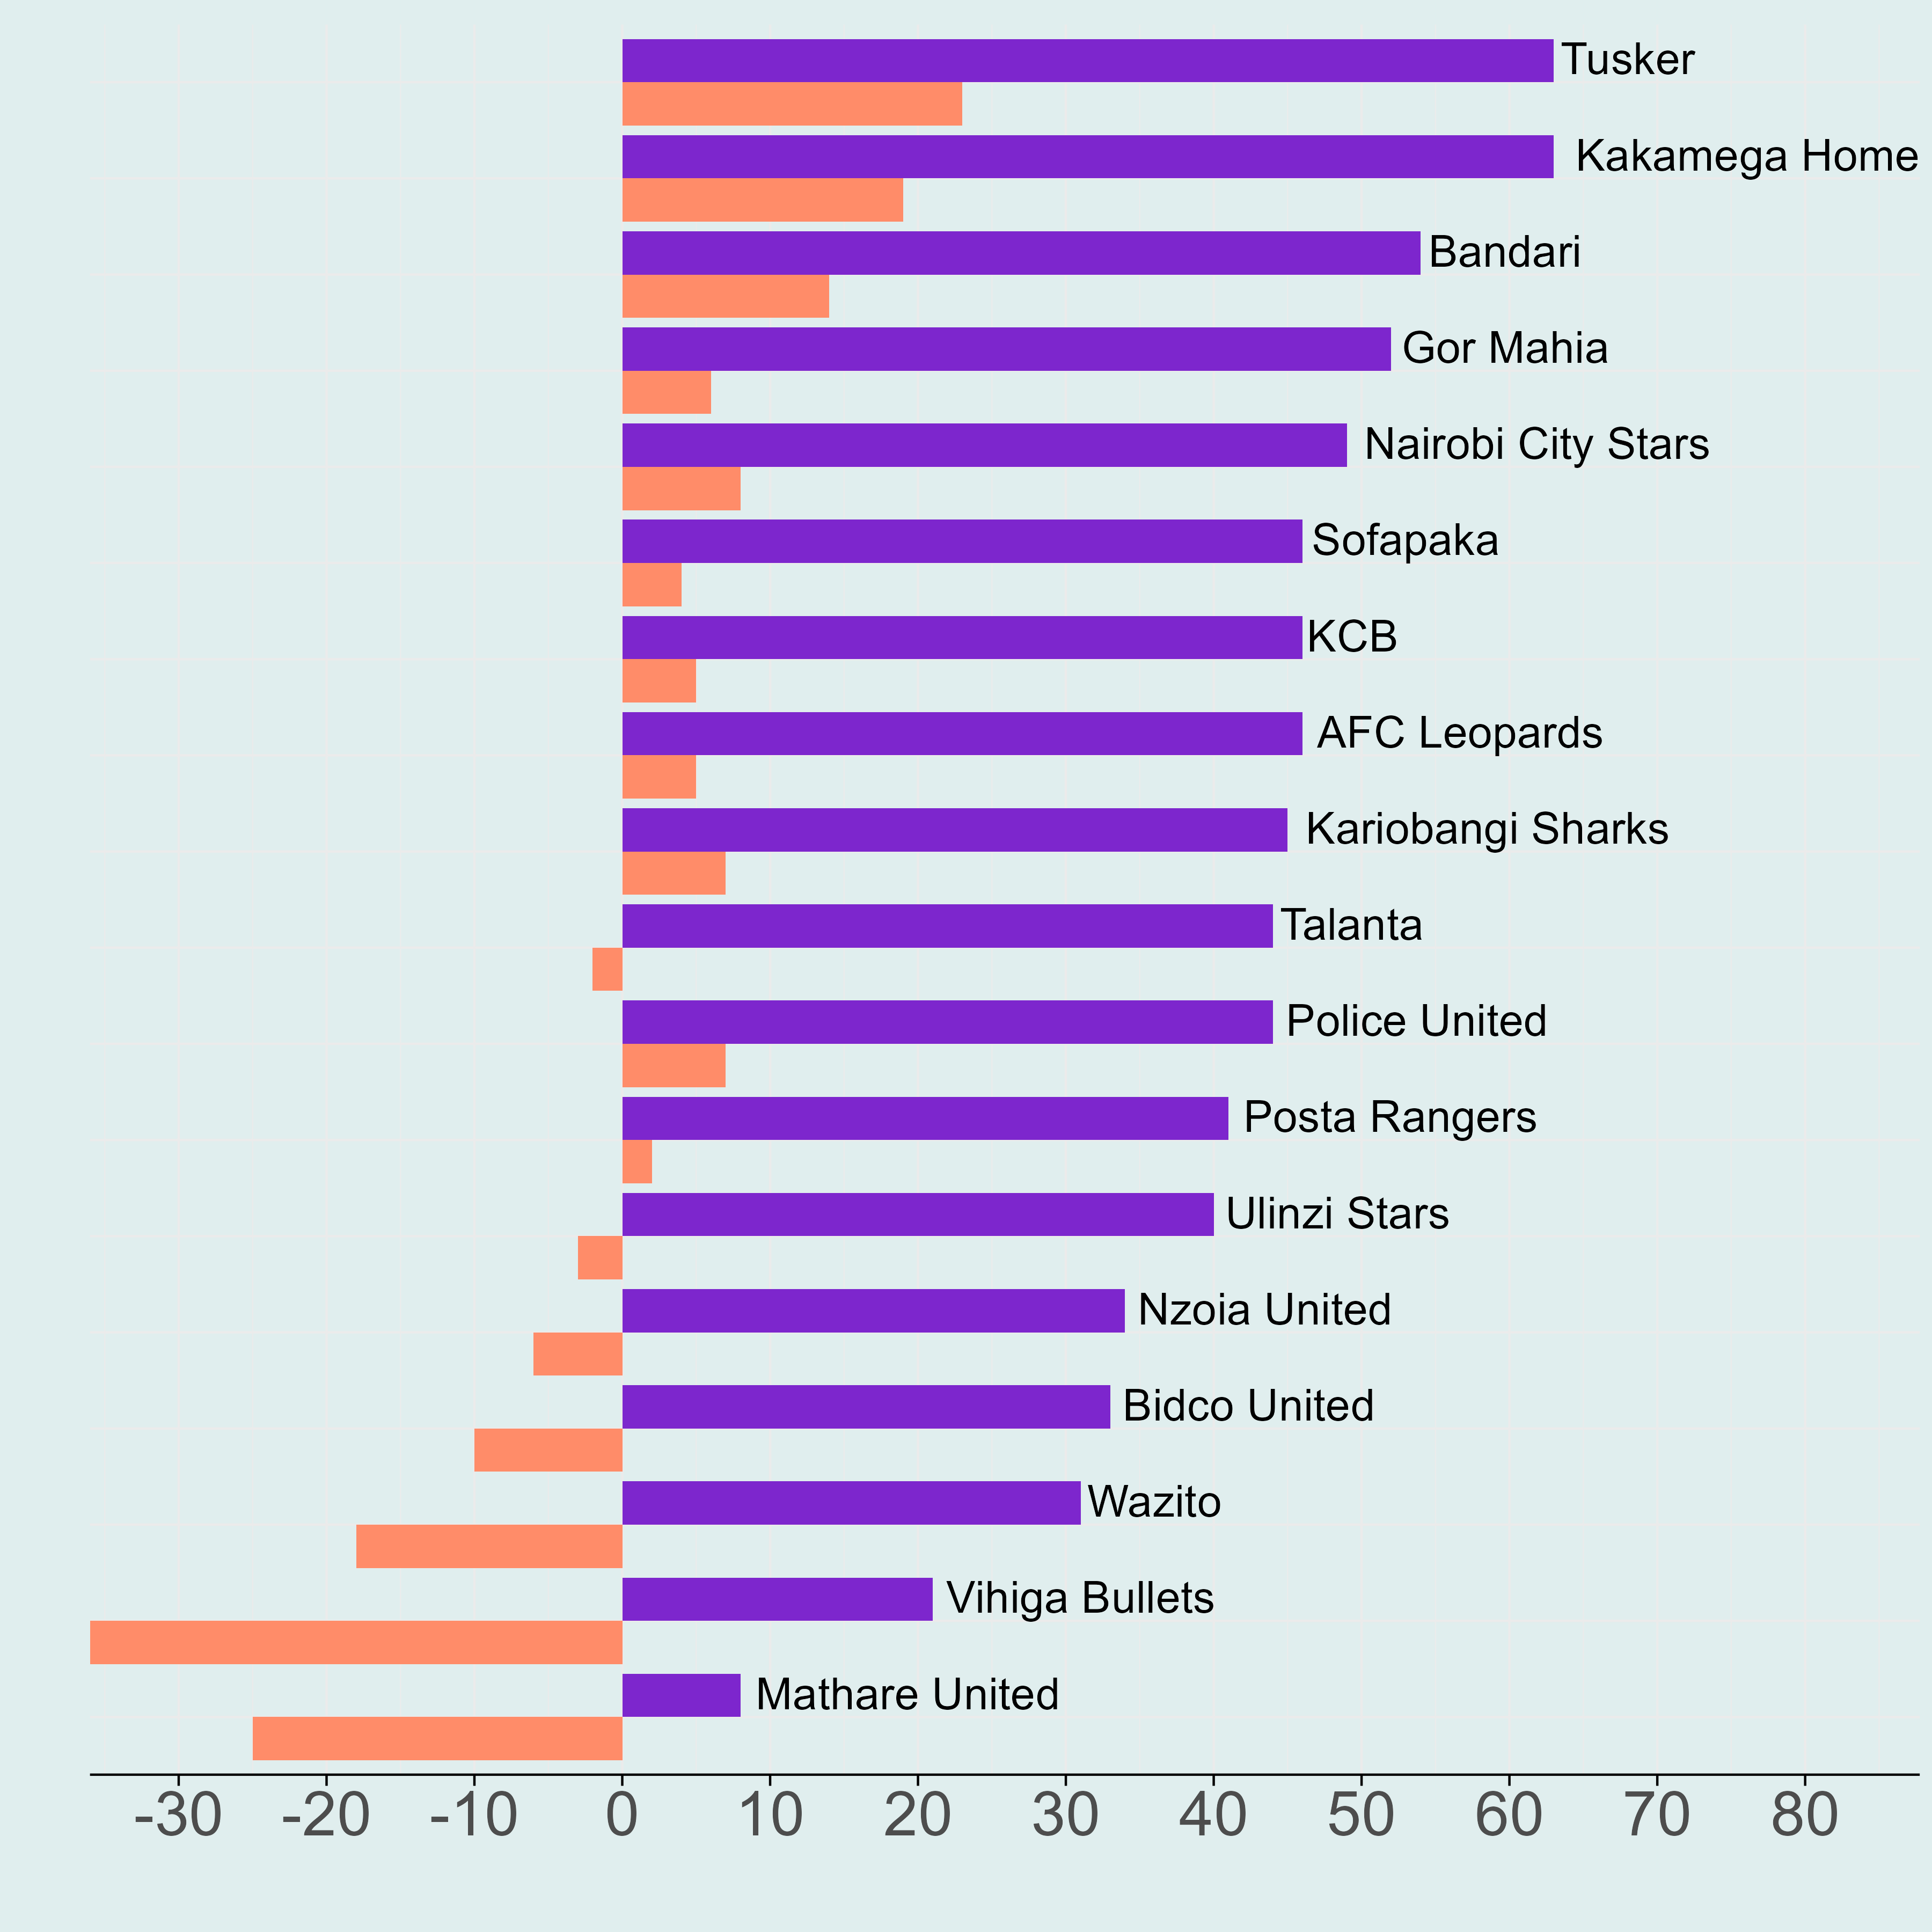 Tusker
Kakamega Home
Bandari
Gor Mahia
Nairobi City Stars
Sofapaka
KCB
AFC Leopards
Kariobangi Sharks
Talanta
Police United
Posta Rangers
Ulinzi Stars
Nzoia United
Bidco United
Wazito
Vihiga Bullets
Mathare United
-30 -20 -10 0 10 20 30 40 50 60 70 80